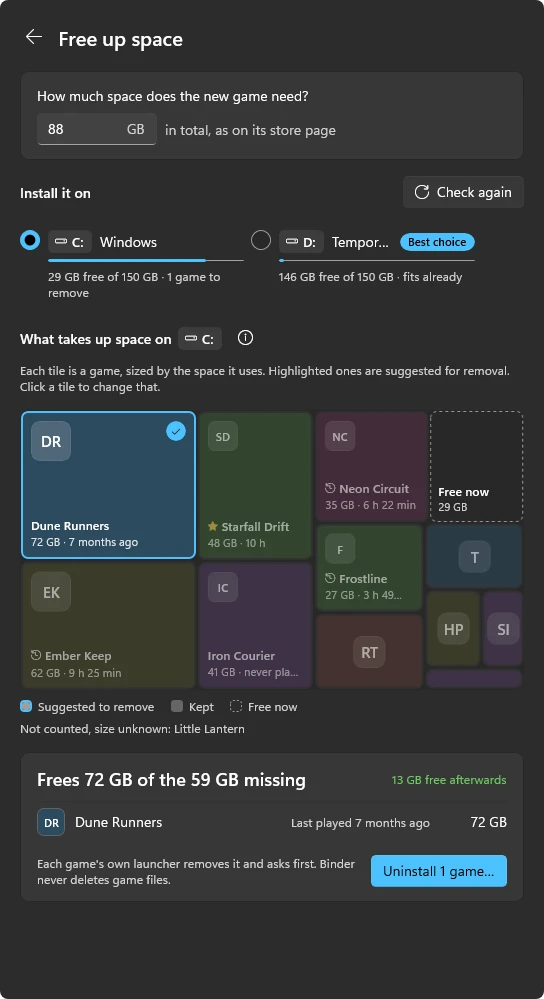 Free up space
How much space does the new game need?
88 GB in total, as on its store page
Install it on
Check again
C: Windows
29 GB free of 150 GB · 1 game to
remove
D: Tempor... Best choice
146 GB free of 150 GB · fits already
What takes up space on C:
Each tile is a game, sized by the space it uses. Highlighted ones are suggested for removal.
Click a tile to change that.
DR
Dune Runners
72 GB · 7 months ago
SD
Starfall Drift
48 GB · 10 h
NC
Neon Circuit
35 GB · 6 h 22 min
Free now
29 GB
F
Frostline
27 GB · 3 h 49...
T
EK
Ember Keep
62 GB · 9 h 25 min
IC
Iron Courier
41 GB · never pla...
RT
HP
SI
Suggested to remove
Kept
Free now
Not counted, size unknown: Little Lantern
Frees 72 GB of the 59 GB missing
13 GB free afterwards
DR Dune Runners Last played 7 months ago 72 GB
Each game's own launcher removes it and asks first. Binder
never deletes game files.
Uninstall 1 game...